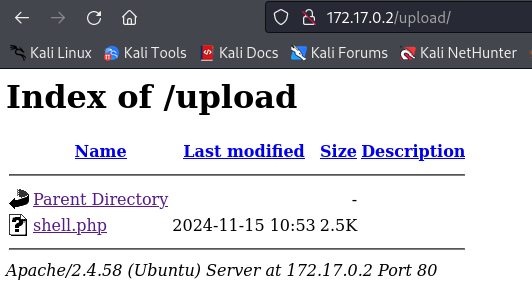 172.17.0.2/upload/
Kali Linux Kali Tools Kali Docs Kali Forums Kali NetHunter
Index of /upload
Name Last modified Size Description
Parent Directory -
shell.php 2024-11-15 10:53 2.5K
Apache/2.4.58 (Ubuntu) Server at 172.17.0.2 Port 80